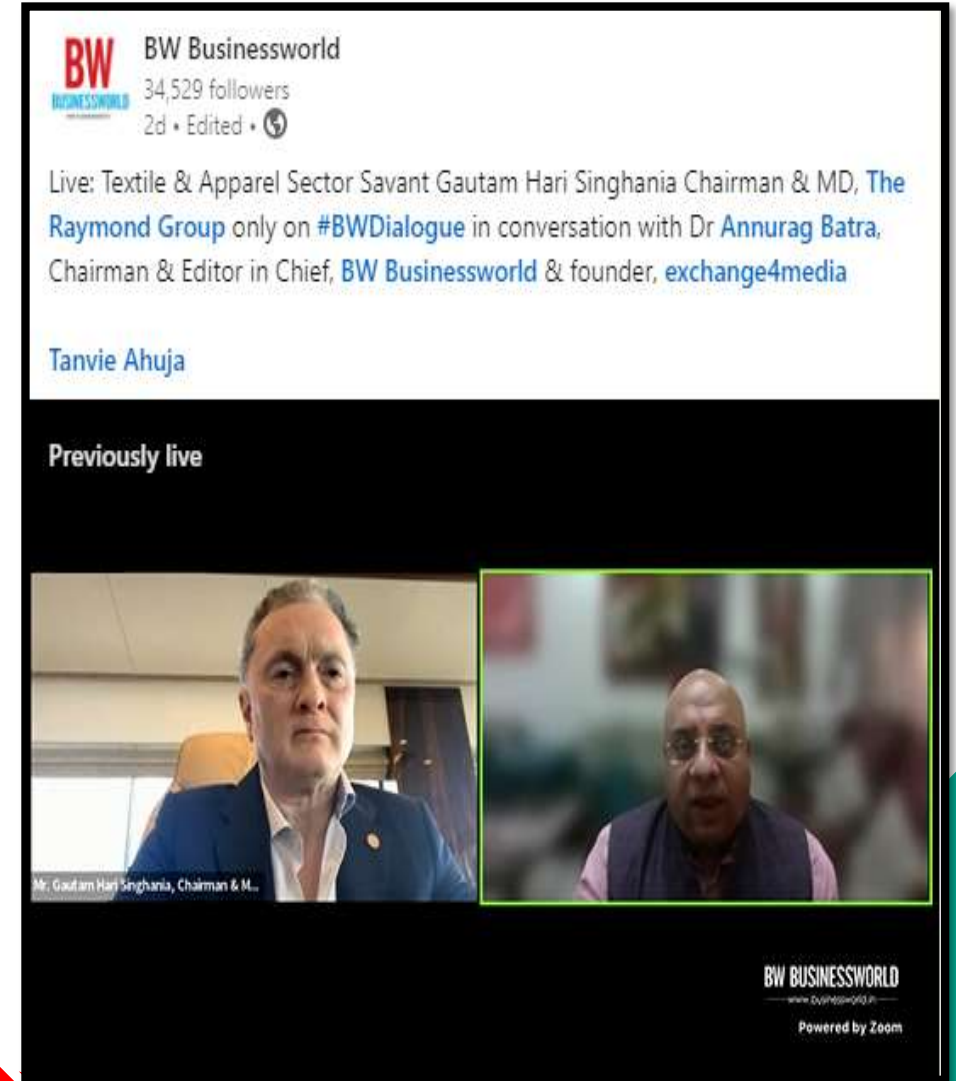 BW
BUSINESSWORLD
BW Businessworld
34,529 followers
2d • Edited •
Live: Textile & Apparel Sector Savant Gautam Hari Singhania Chairman & MD, The
Raymond Group only on #BWDialogue in conversation with Dr Annurag Batra,
Chairman & Editor in Chief, BW Businessworld & founder, exchange4media
Tanvie Ahuja
Previously live
Mr. Gautam Hari Singhania, Chairman & M...
BW BUSINESSWORLD
www.businessworld.in
Powered by Zoom